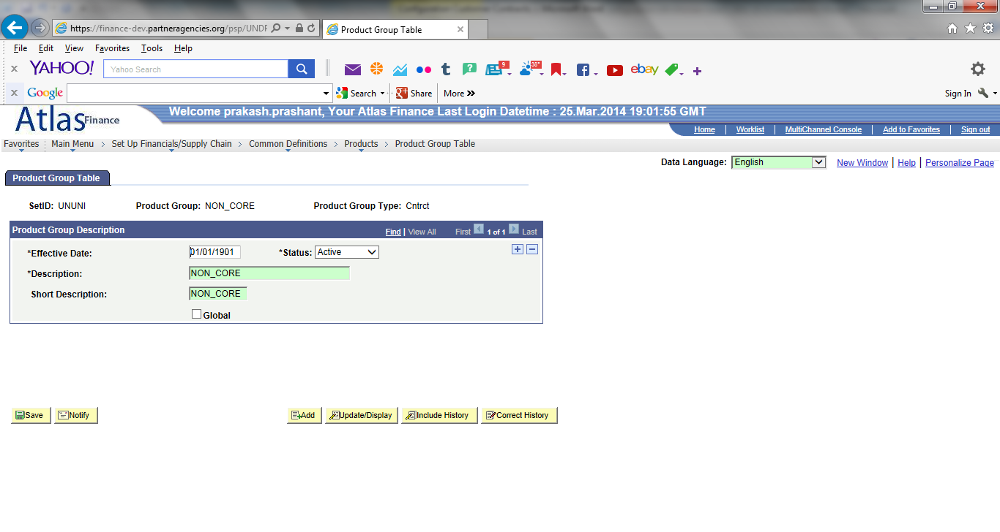 https://finance-dev.partneragencies.org/psp/UNDP
Product Group Table
File Edit View Favorites Tools Help
YAHOO! Yahoo Search 9 38° ebay
Google Search Share More Sign In
Atlas Finance Welcome prakash.prashant, Your Atlas Finance Last Login Datetime : 25.Mar.2014 19:01:55 GMT
Home Worklist MultiChannel Console Add to Favorites Sign out
Favorites Main Menu > Set Up Financials/Supply Chain > Common Definitions > Products > Product Group Table
Data Language: English New Window | Help | Personalize Page
Product Group Table
SetID: UNUNI Product Group: NON_CORE Product Group Type: Cntrct
Product Group Description Find | View All First 1 of 1 Last
*Effective Date: 01/01/1901 *Status: Active
*Description: NON_CORE
Short Description: NON_CORE
Global
Save Notify Add Update/Display Include History Correct History